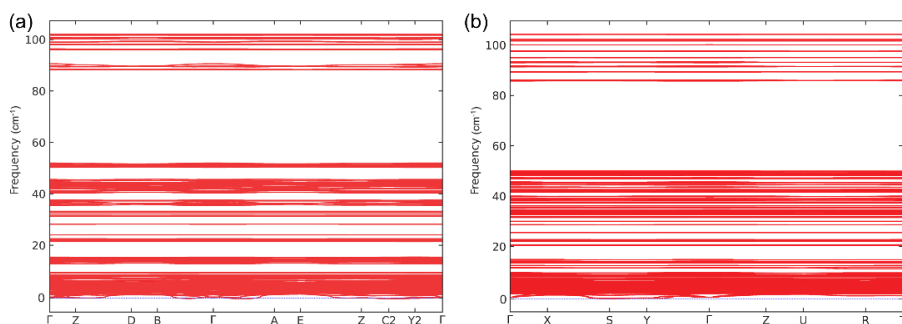 (a)
100
80
60
40
20
0
Frequency (cm⁻¹)
Γ Z D B Γ A E Z C2 Y2 Γ
(b)
100
80
60
40
20
0
Frequency (cm⁻¹)
Γ X S Y Γ Z U R